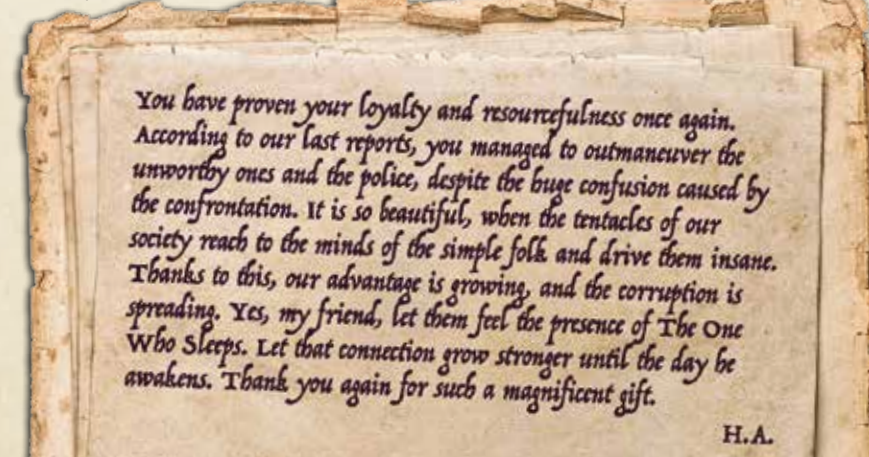 You have proven your loyalty and resourcefulness once again.
According to our last reports, you managed to outmaneuver the
unworthy ones and the police, despite the huge confusion caused by
the confrontation. It is so beautiful, when the tentacles of our
society reach to the minds of the simple folk and drive them insane.
Thanks to this, our advantage is growing, and the corruption is
spreading. Yes, my friend, let them feel the presence of The One
Who Sleeps. Let that connection grow stronger until the day he
awakens. Thank you again for such a magnificent gift.
H.A.